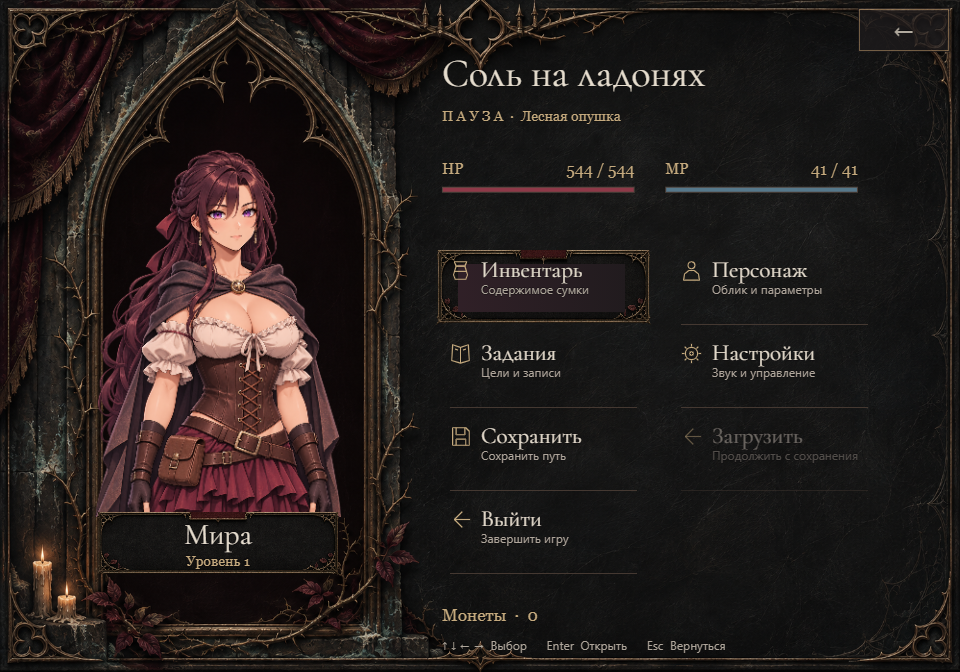 Соль на ладонях
ПАУЗА · Лесная опушка
HP 544 / 544 MP 41 / 41
Инвентарь
Содержимое сумки
Персонаж
Облик и параметры
Задания
Цели и записи
Настройки
Звук и управление
Сохранить
Сохранить путь
Загрузить
Продолжить с сохранения
Выйти
Завершить игру
Мира
Уровень 1
Монеты · 0
↑↓←→ Выбор Enter Открыть Esc Вернуться